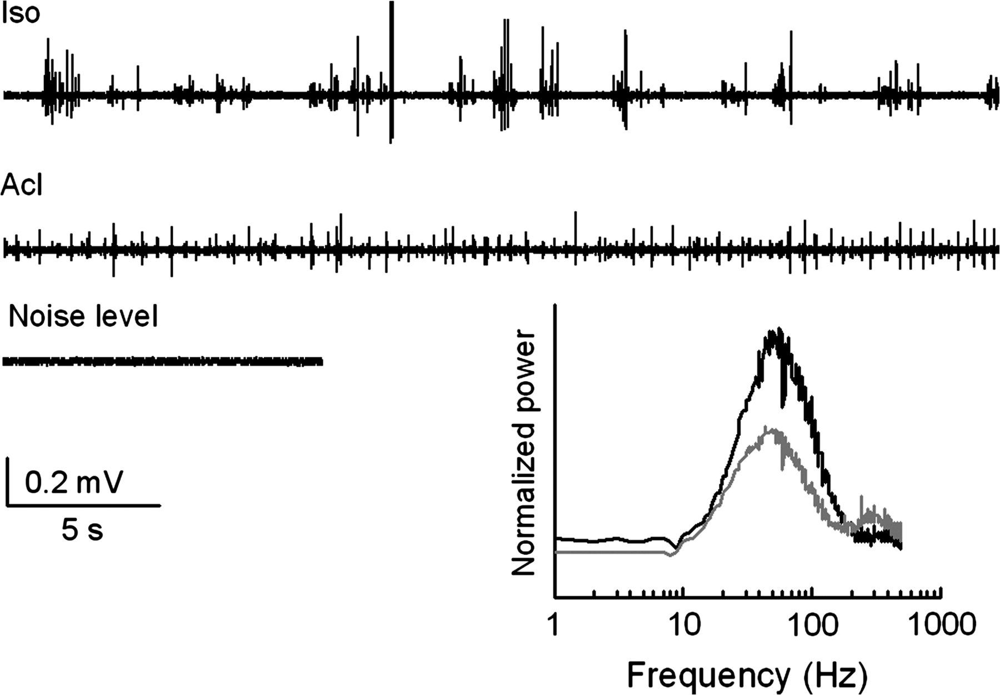 Iso
Acl
Noise level
0.2 mV
5 s
Normalized power
1 10 100 1000
Frequency (Hz)